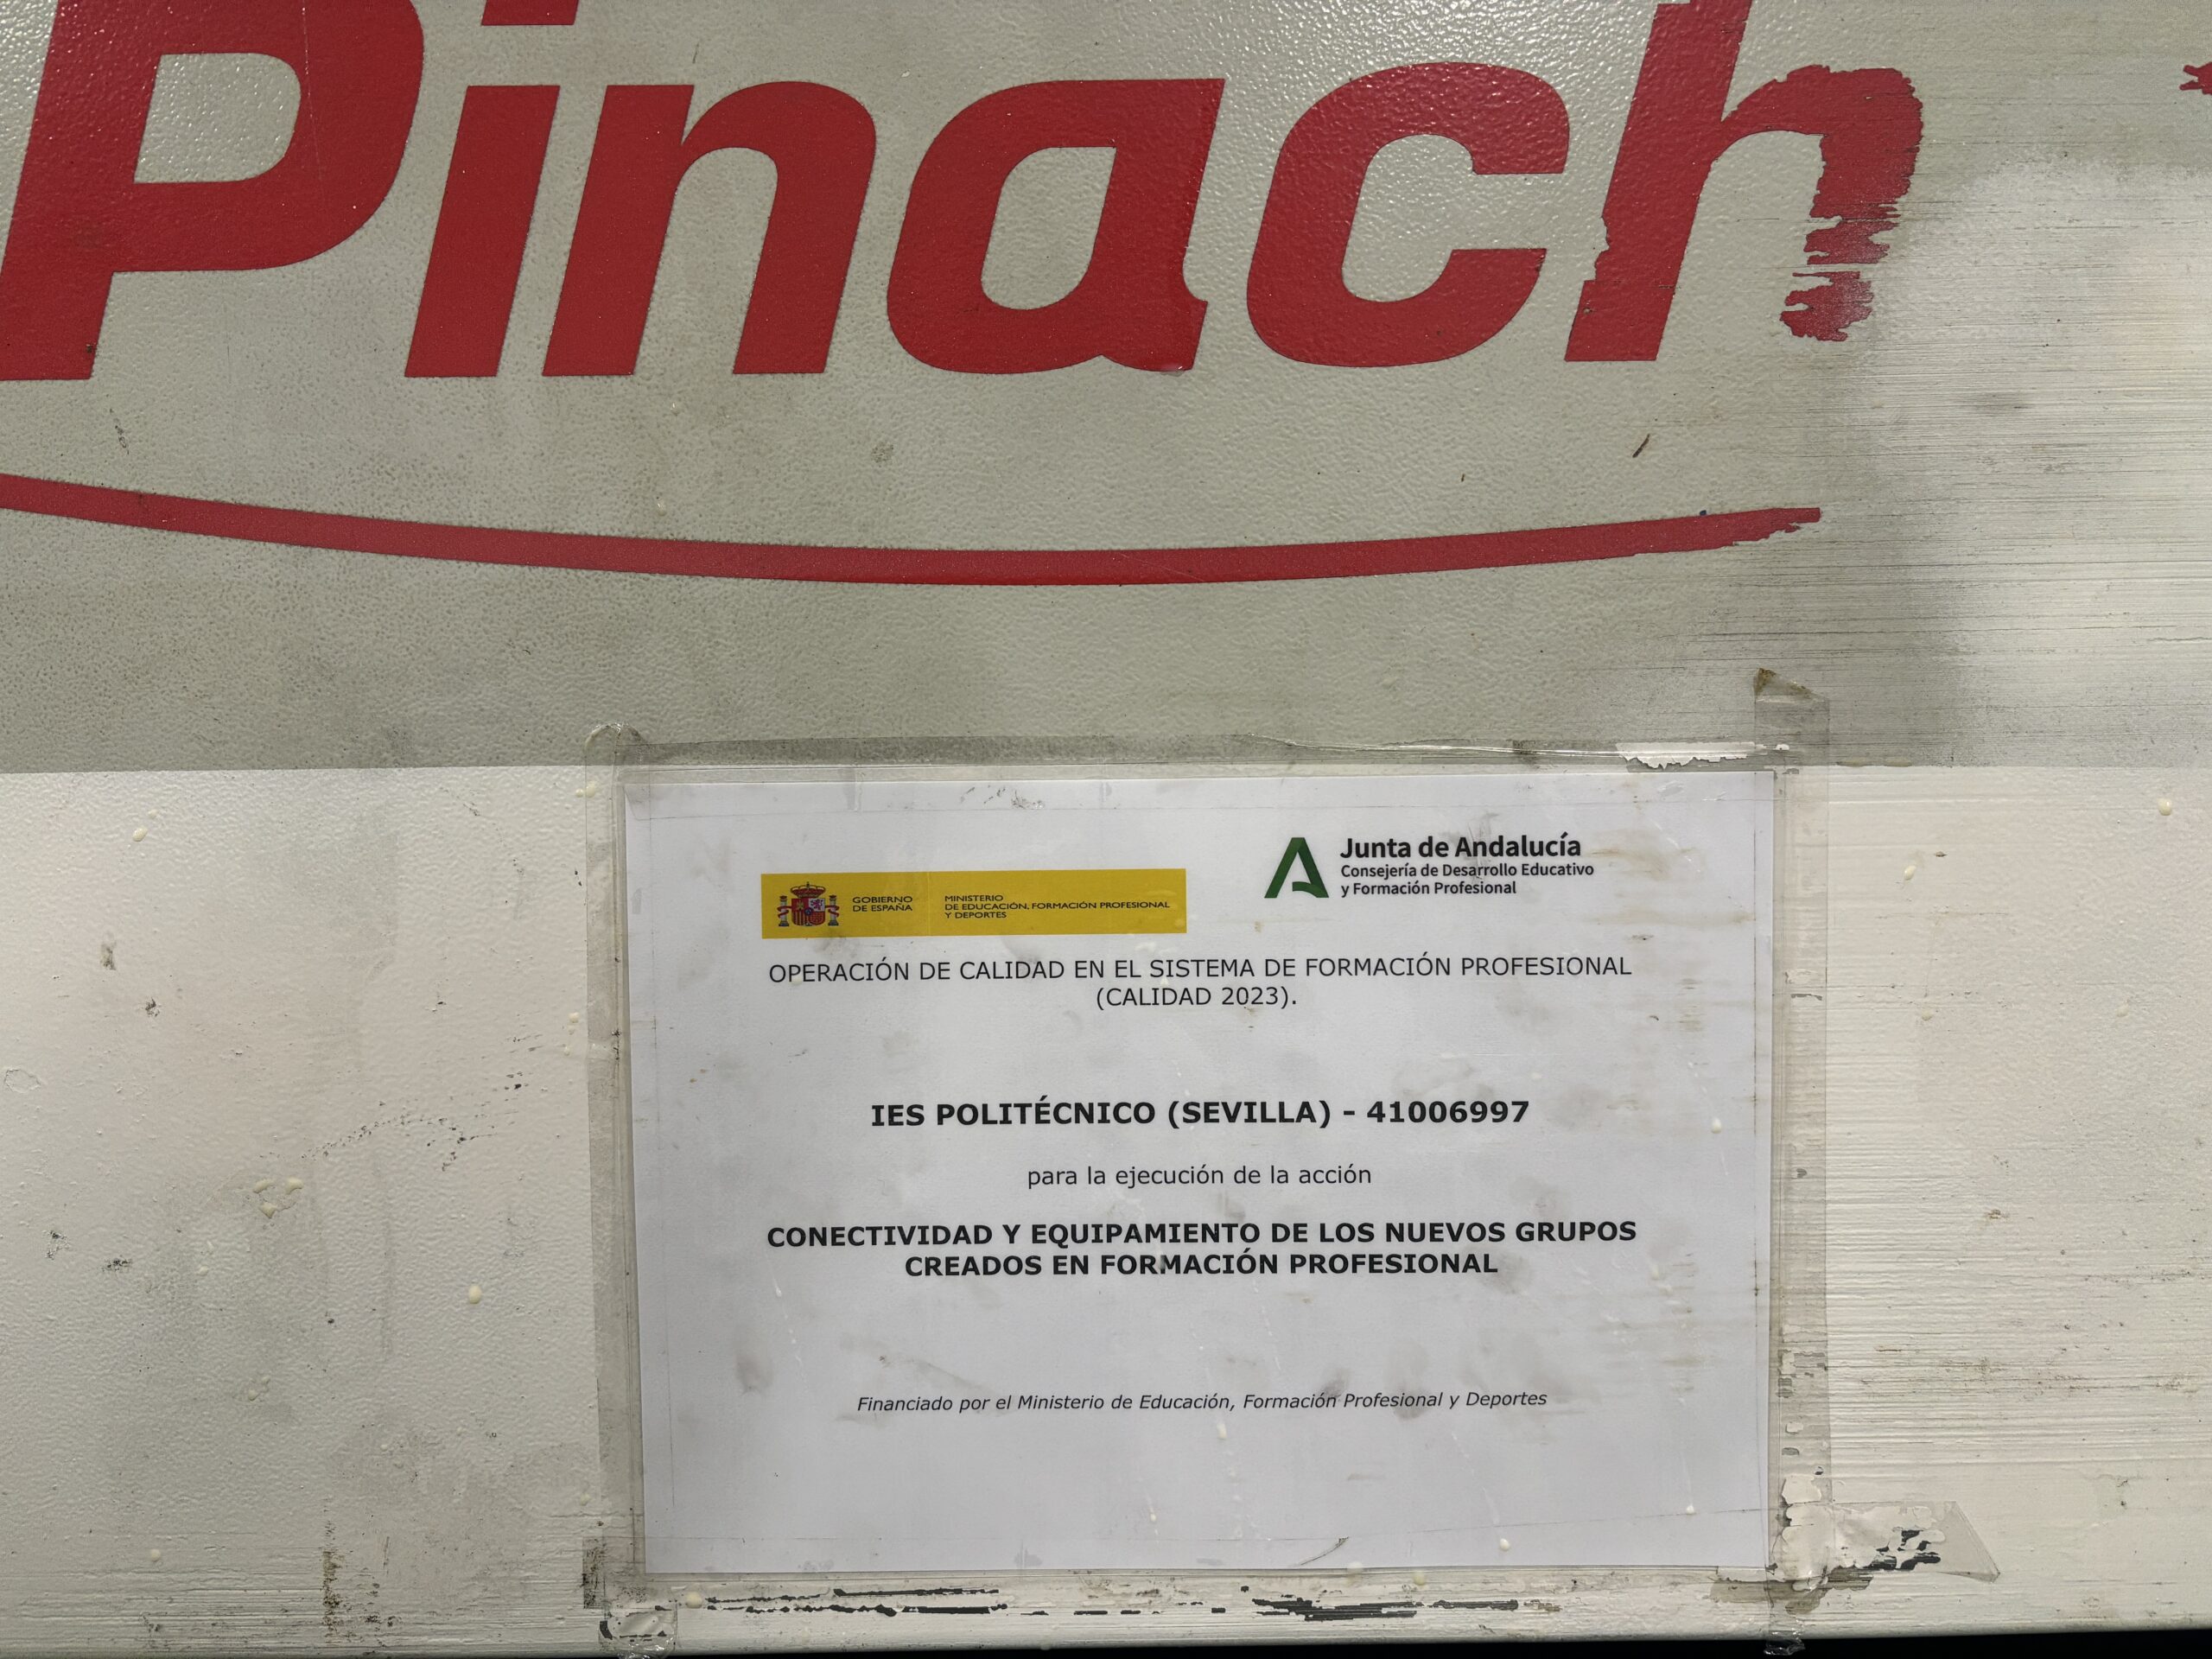 Pinach
GOBIERNO
DE ESPAÑA
MINISTERIO
DE EDUCACIÓN, FORMACIÓN PROFESIONAL
Y DEPORTES
Junta de Andalucía
Consejería de Desarrollo Educativo
y Formación Profesional
OPERACIÓN DE CALIDAD EN EL SISTEMA DE FORMACIÓN PROFESIONAL
(CALIDAD 2023).
IES POLITÉCNICO (SEVILLA) - 41006997
para la ejecución de la acción
CONECTIVIDAD Y EQUIPAMIENTO DE LOS NUEVOS GRUPOS
CREADOS EN FORMACIÓN PROFESIONAL
Financiado por el Ministerio de Educación, Formación Profesional y Deportes